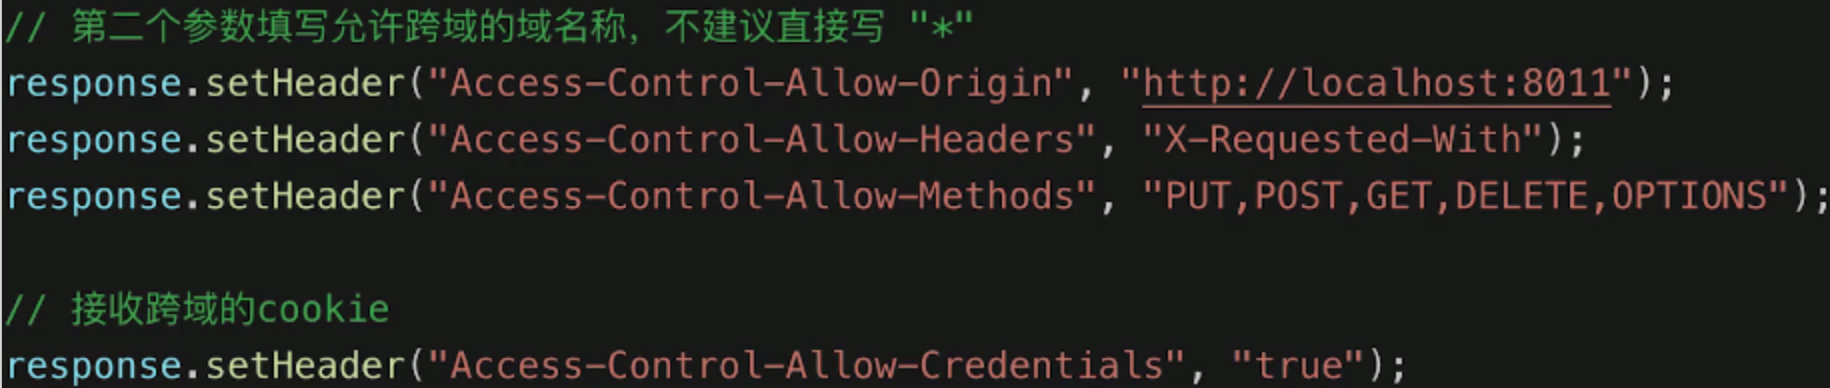 // 第二个参数填写允许跨域的域名称，不建议直接写 "*"
response.setHeader("Access-Control-Allow-Origin", "http://localhost:8011");
response.setHeader("Access-Control-Allow-Headers", "X-Requested-With");
response.setHeader("Access-Control-Allow-Methods", "PUT,POST,GET,DELETE,OPTIONS");
// 接收跨域的cookie
response.setHeader("Access-Control-Allow-Credentials", "true");